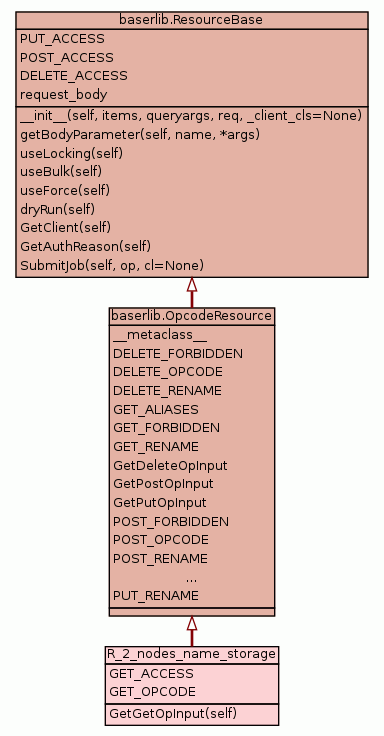 baserlib.ResourceBase
PUT_ACCESS
POST_ACCESS
DELETE_ACCESS
request_body
__init__(self, items, queryargs, req, _client_cls=None)
getBodyParameter(self, name, *args)
useLocking(self)
useBulk(self)
useForce(self)
dryRun(self)
GetClient(self)
GetAuthReason(self)
SubmitJob(self, op, cl=None)
baserlib.OpcodeResource
__metaclass__
DELETE_FORBIDDEN
DELETE_OPCODE
DELETE_RENAME
GET_ALIASES
GET_FORBIDDEN
GET_RENAME
GetDeleteOpInput
GetPostOpInput
GetPutOpInput
POST_FORBIDDEN
POST_OPCODE
POST_RENAME
...
PUT_RENAME
R_2_nodes_name_storage
GET_ACCESS
GET_OPCODE
GetGetOpInput(self)